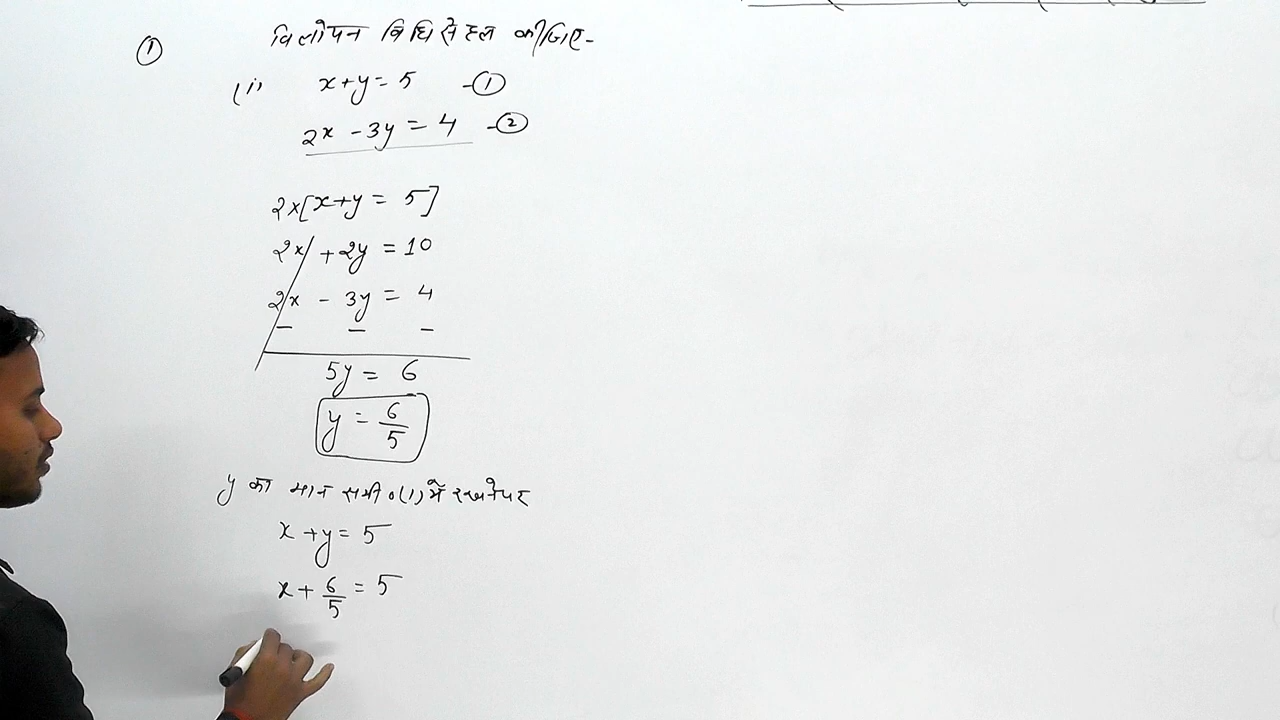 ① विलोपन विधि से हल कीजिए-
(i) x+y=5 -①
2x -3y = 4 -②
2×[x+y = 5]
2x +2y = 10
2x - 3y = 4
- - -
5y = 6
y = 6/5
y का मान समी०(1) में रखने पर
x +y = 5
x + 6/5 = 5